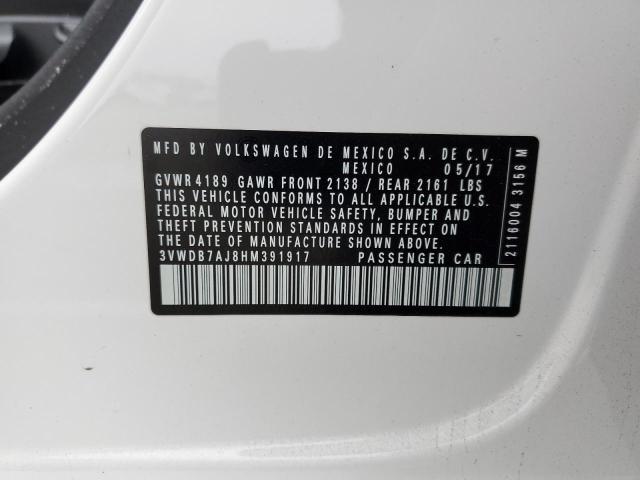 MFD BY VOLKSWAGEN DE MEXICO S.A. DE C.V.
MEXICO 05/17
GVWR 4189 GAWR FRONT 2138 / REAR 2161 LBS
THIS VEHICLE CONFORMS TO ALL APPLICABLE U.S.
FEDERAL MOTOR VEHICLE SAFETY, BUMPER AND
THEFT PREVENTION STANDARDS IN EFFECT ON
THE DATE OF MANUFACTURE SHOWN ABOVE.
3VWDB7AJ8HM391917 PASSENGER CAR
2116004 3156 M